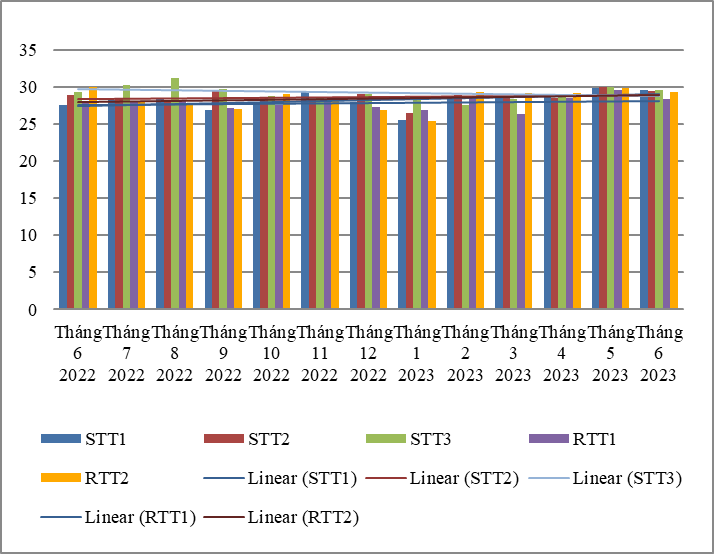 35
30
25
20
15
10
5
0
Tháng Tháng Tháng Tháng Tháng Tháng Tháng Tháng Tháng Tháng Tháng Tháng Tháng
6 7 8 9 10 11 12 1 2 3 4 5 6
2022 2022 2022 2022 2022 2022 2022 2023 2023 2023 2023 2023 2023
STT1 STT2 STT3 RTT1
RTT2 Linear (STT1) Linear (STT2) Linear (STT3)
Linear (RTT1) Linear (RTT2)